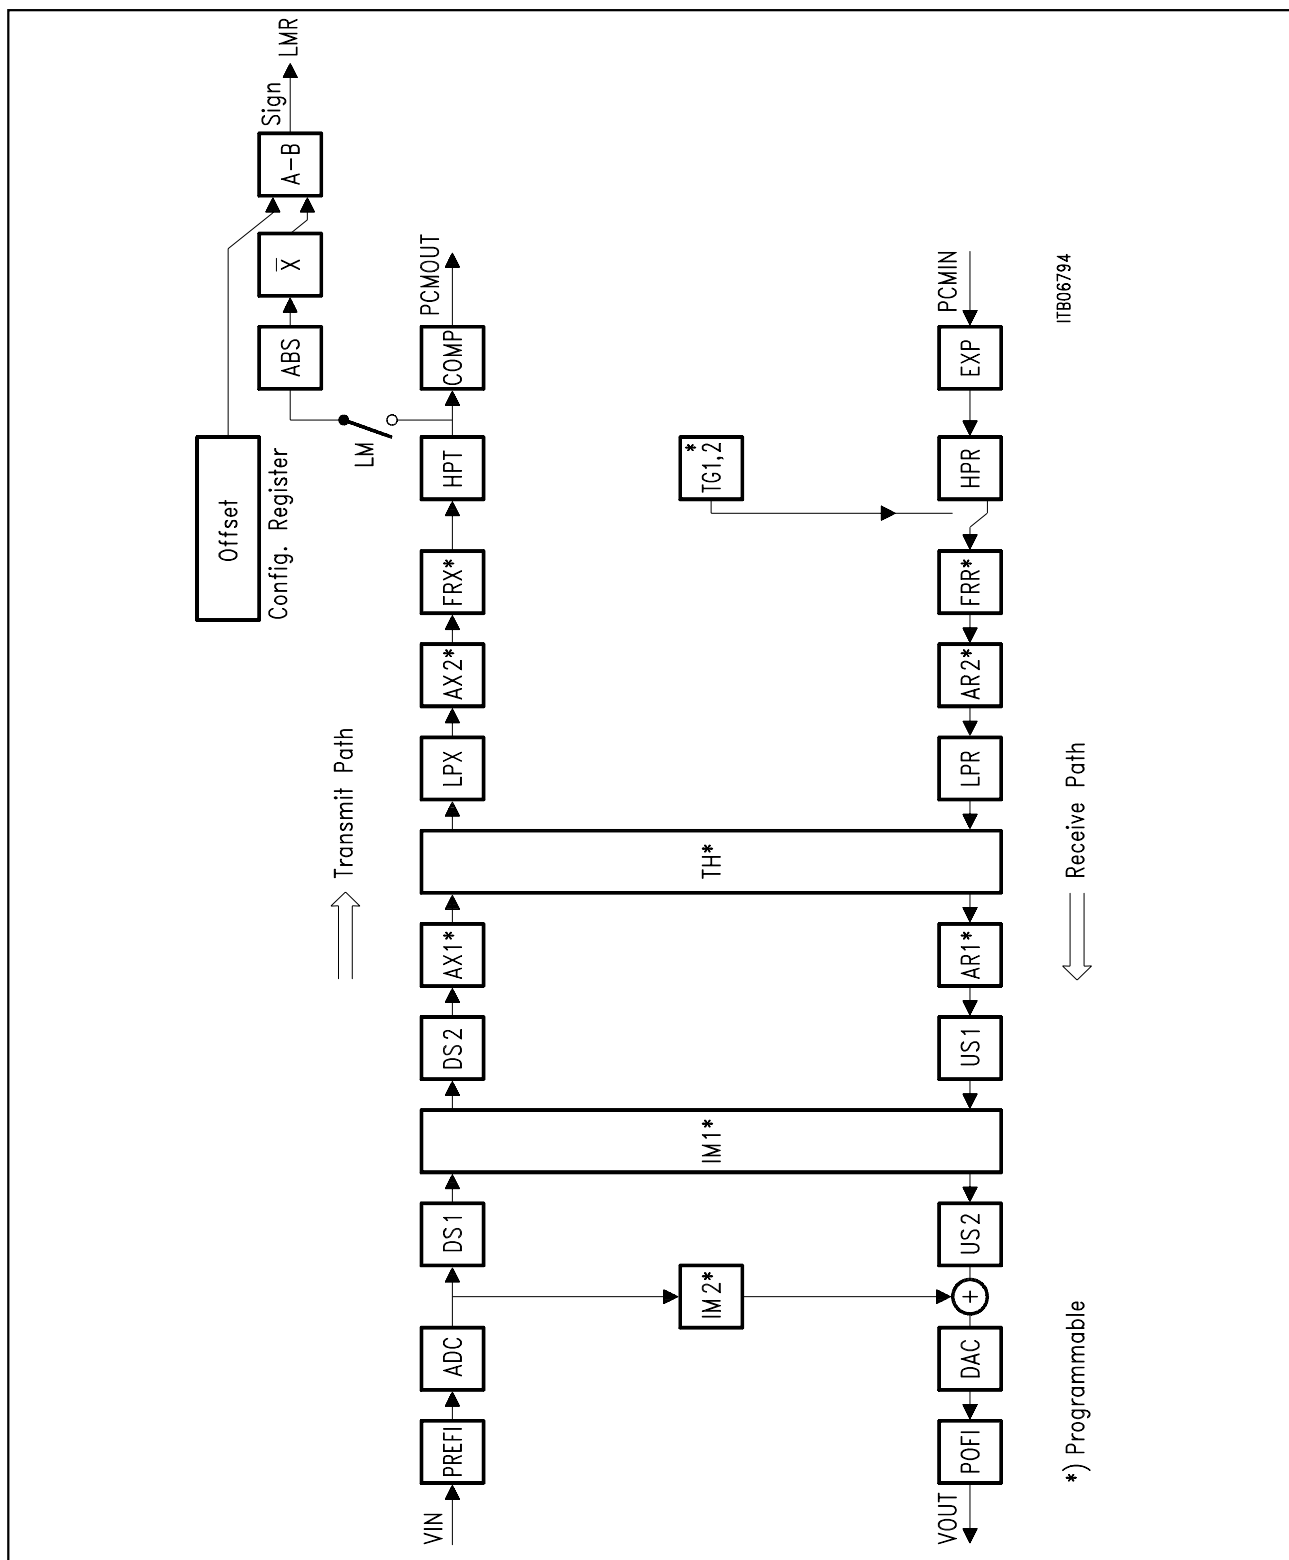 Offset
Config. Register
ABS
X̅
A-B
Sign
LMR
LM
Transmit Path
VIN
PREFI
ADC
DS1
DS2
AX1*
LPX
AX2*
FRX*
HPT
COMP
PCMOUT
IM2*
IM1*
TH*
TG1,2*
VOUT
POFI
DAC
+
US2
US1
AR1*
LPR
AR2*
FRR*
HPR
EXP
PCMIN
Receive Path
*) Programmable
ITB06794